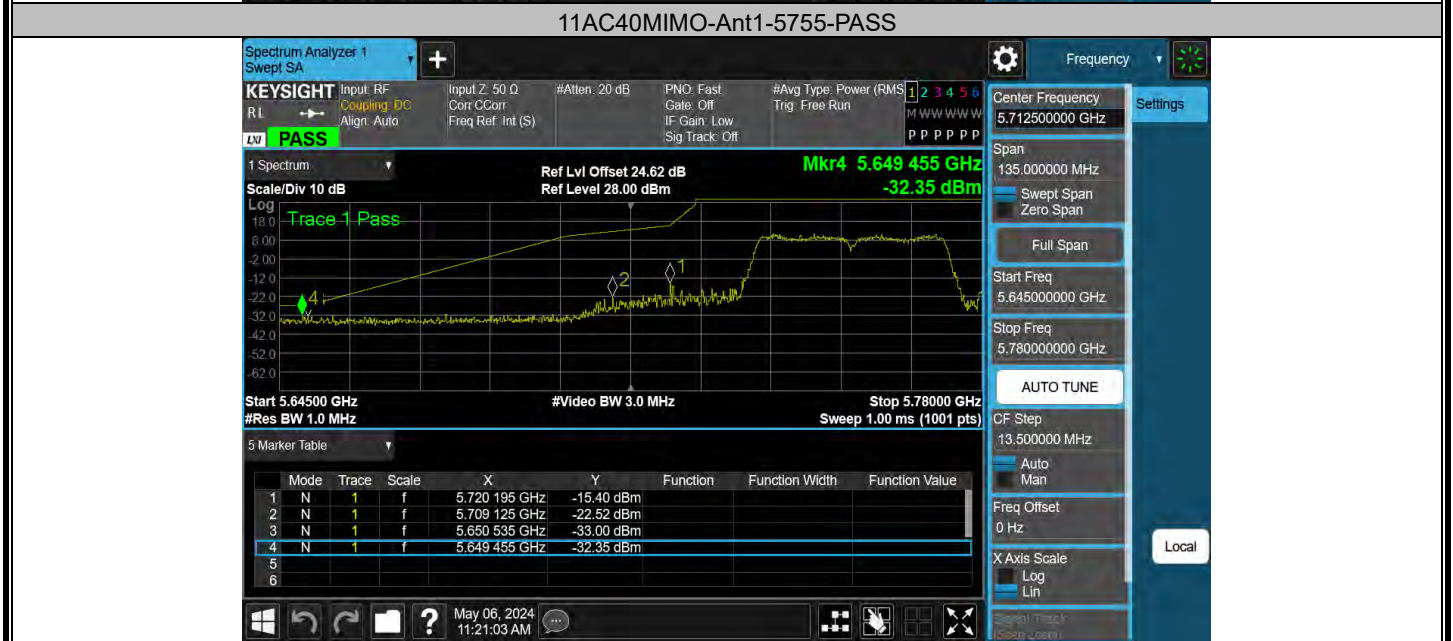 11AC40MIMO-Ant1-5755-PASS
Spectrum Analyzer 1
Swept SA
+
Frequency
KEYSIGHT
RL
LXI PASS
Input: RF
Coupling: DC
Align: Auto
Input Z: 50 Ω
Corr CCorr
Freq Ref: Int (S)
#Atten: 20 dB
PNO: Fast
Gate: Off
IF Gain: Low
Sig Track: Off
#Avg Type: Power (RMS
Trig: Free Run
1 2 3 4 5 6
M W W W W W
P P P P P P
1 Spectrum
Scale/Div 10 dB
Ref Lvl Offset 24.62 dB
Ref Level 28.00 dBm
Mkr4 5.649 455 GHz
-32.35 dBm
Log
Trace 1 Pass
18.0
8.00
-2.00
-12.0
-22.0
-32.0
-42.0
-52.0
-62.0
4
2
1
Start 5.64500 GHz
#Video BW 3.0 MHz
Stop 5.78000 GHz
#Res BW 1.0 MHz
Sweep 1.00 ms (1001 pts)
5 Marker Table
Mode Trace Scale X Y Function Function Width Function Value
1 N 1 f 5.720 195 GHz -15.40 dBm
2 N 1 f 5.709 125 GHz -22.52 dBm
3 N 1 f 5.650 535 GHz -33.00 dBm
4 N 1 f 5.649 455 GHz -32.35 dBm
5
6
?
May 06, 2024
11:21:03 AM
Center Frequency
5.712500000 GHz
Settings
Span
135.000000 MHz
Swept Span
Zero Span
Full Span
Start Freq
5.645000000 GHz
Stop Freq
5.780000000 GHz
AUTO TUNE
CF Step
13.500000 MHz
Auto
Man
Freq Offset
0 Hz
X Axis Scale
Log
Lin
Local
Signal Track
(Span Zoom)